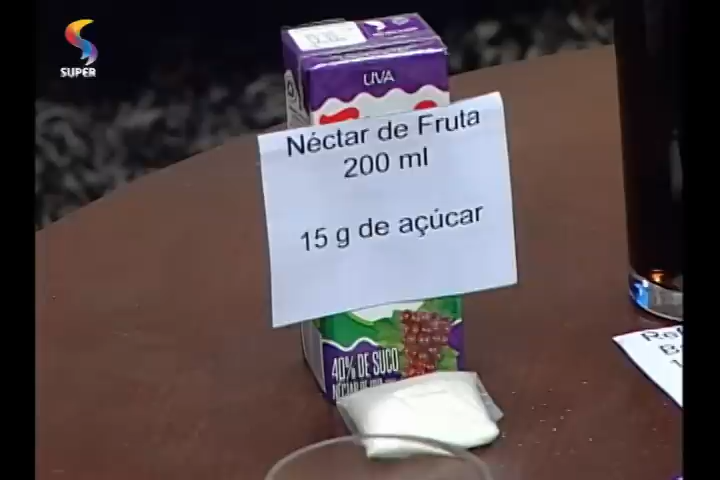 SUPER
UVA
Néctar de Fruta
200 ml
15 g de açúcar
40% DE SUCO